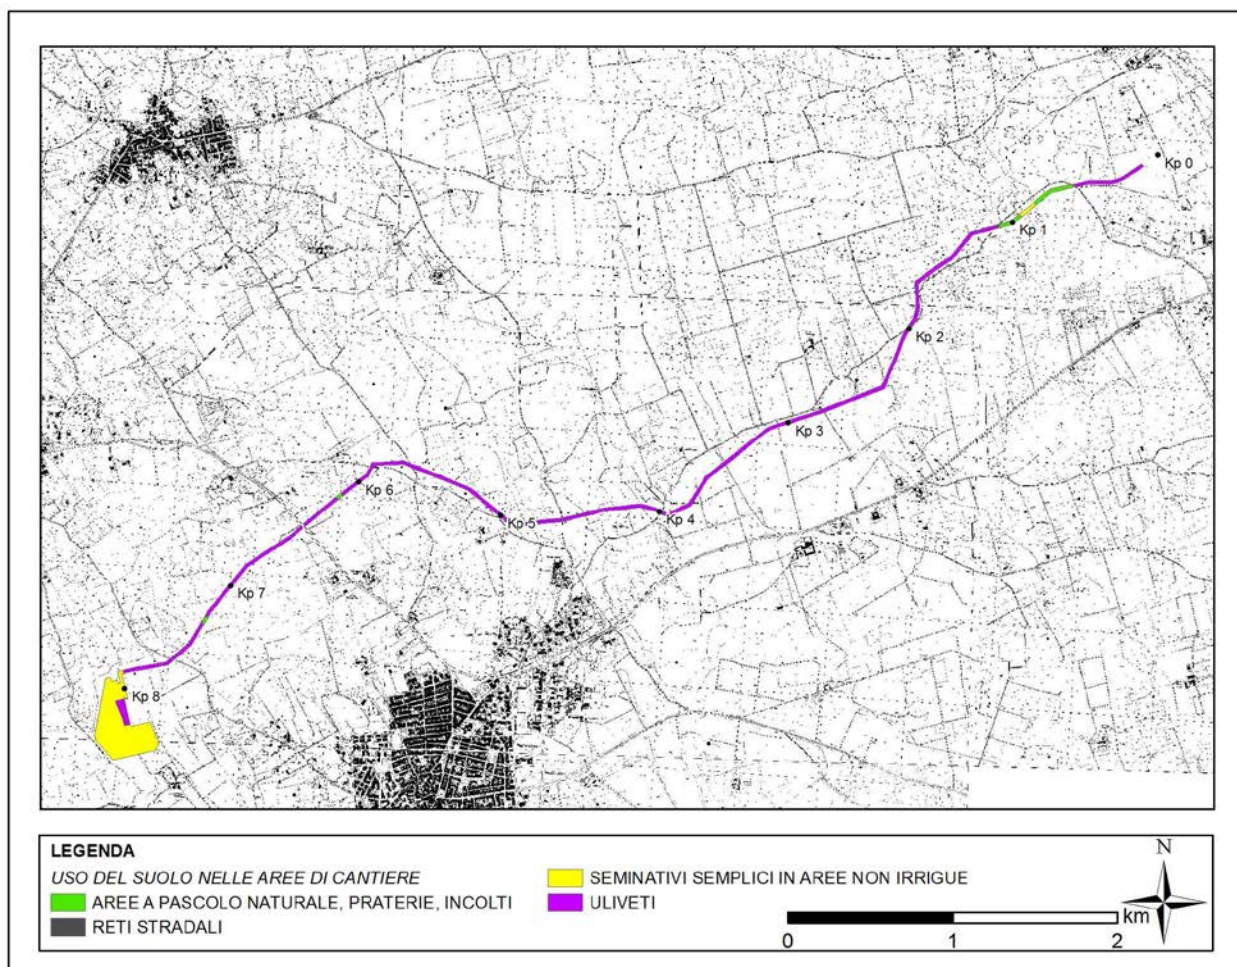 Kp 0
Kp 1
Kp 2
Kp 3
Kp 4
Kp 5
Kp 6
Kp 7
Kp 8
LEGENDA
USO DEL SUOLO NELLE AREE DI CANTIERE
AREE A PASCOLO NATURALE, PRATERIE, INCOLTI
RETI STRADALI
SEMINATIVI SEMPLICI IN AREE NON IRRIGUE
ULIVETI
N
km
0 1 2